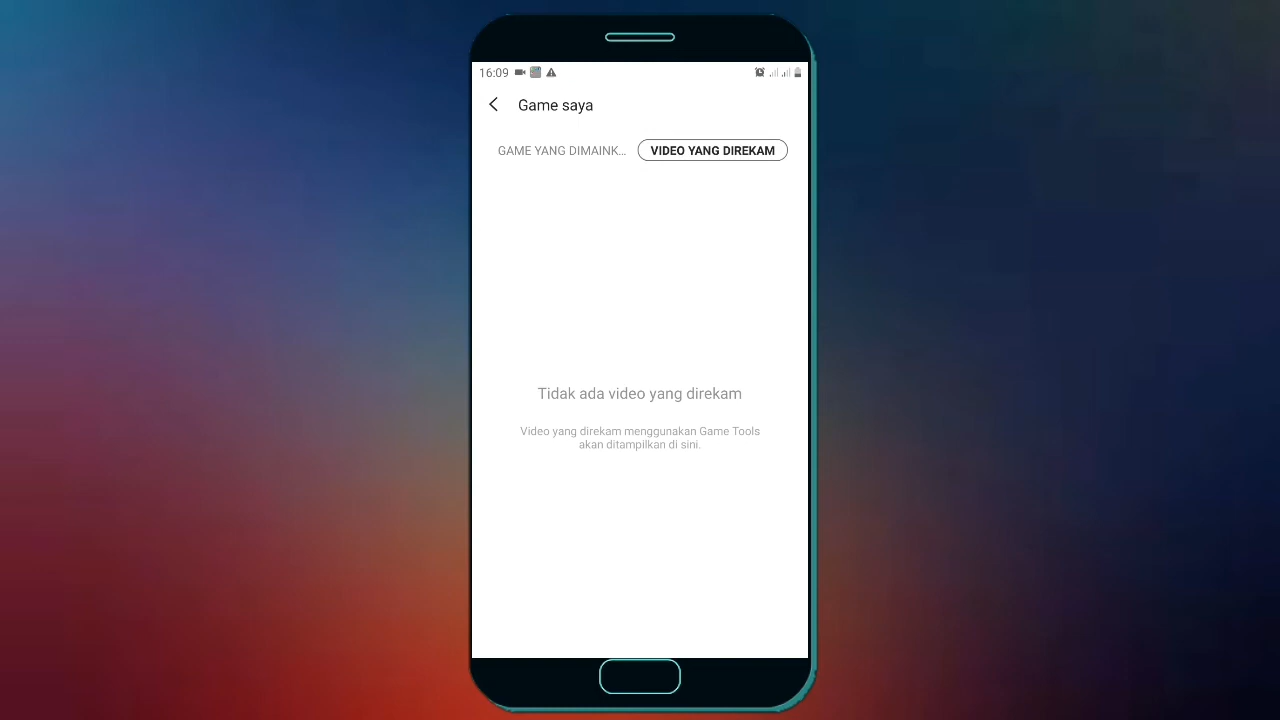 16:09
Game saya
GAME YANG DIMAINK...
VIDEO YANG DIREKAM
Tidak ada video yang direkam
Video yang direkam menggunakan Game Tools
akan ditampilkan di sini.